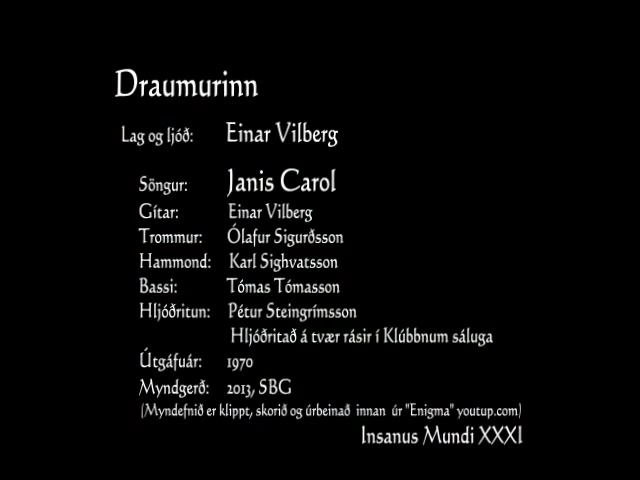 Draumurinn
Lag og ljóð: Einar Vilberg
Söngur: Janis Carol
Gítar: Einar Vilberg
Trommur: Ólafur Sigurðsson
Hammond: Karl Sighvatsson
Bassi: Tómas Tómasson
Hljóðritun: Pétur Steingrímsson
Hljóðritað á tvær rásir í Klúbbnum sáluga
Útgáfuár: 1970
Myndgerð: 2013, SBG
(Myndefnið er klippt, skorið og úrbeinað innan úr "Enigma" youtup.com)
Insanus Mundi XXXI